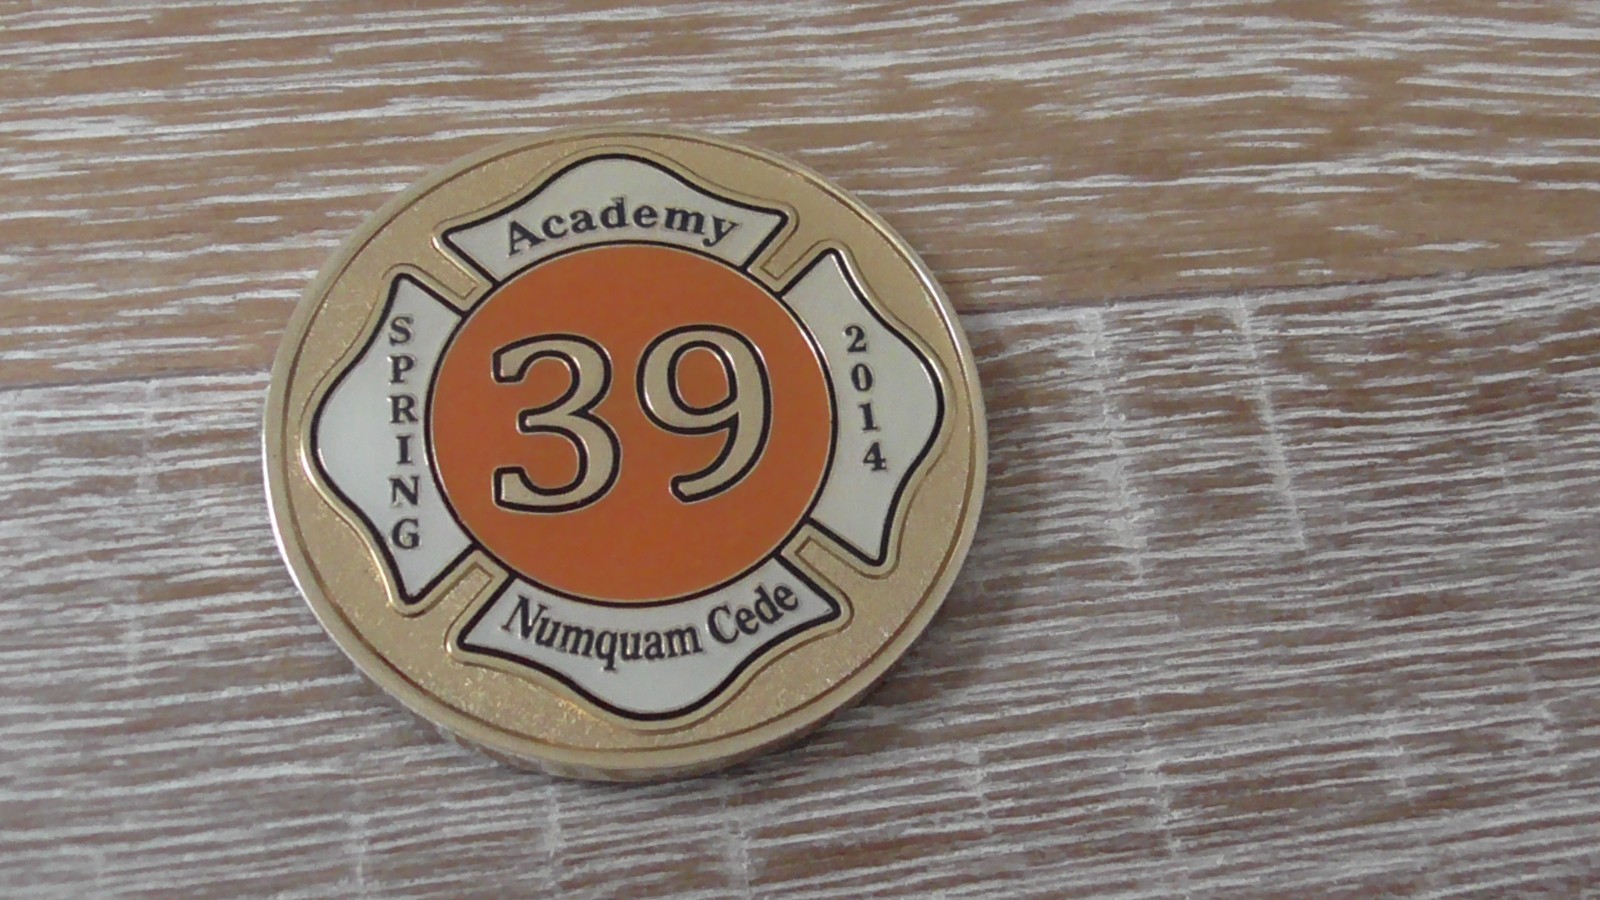 Academy
SPRING
39
2014
Numquam Cede